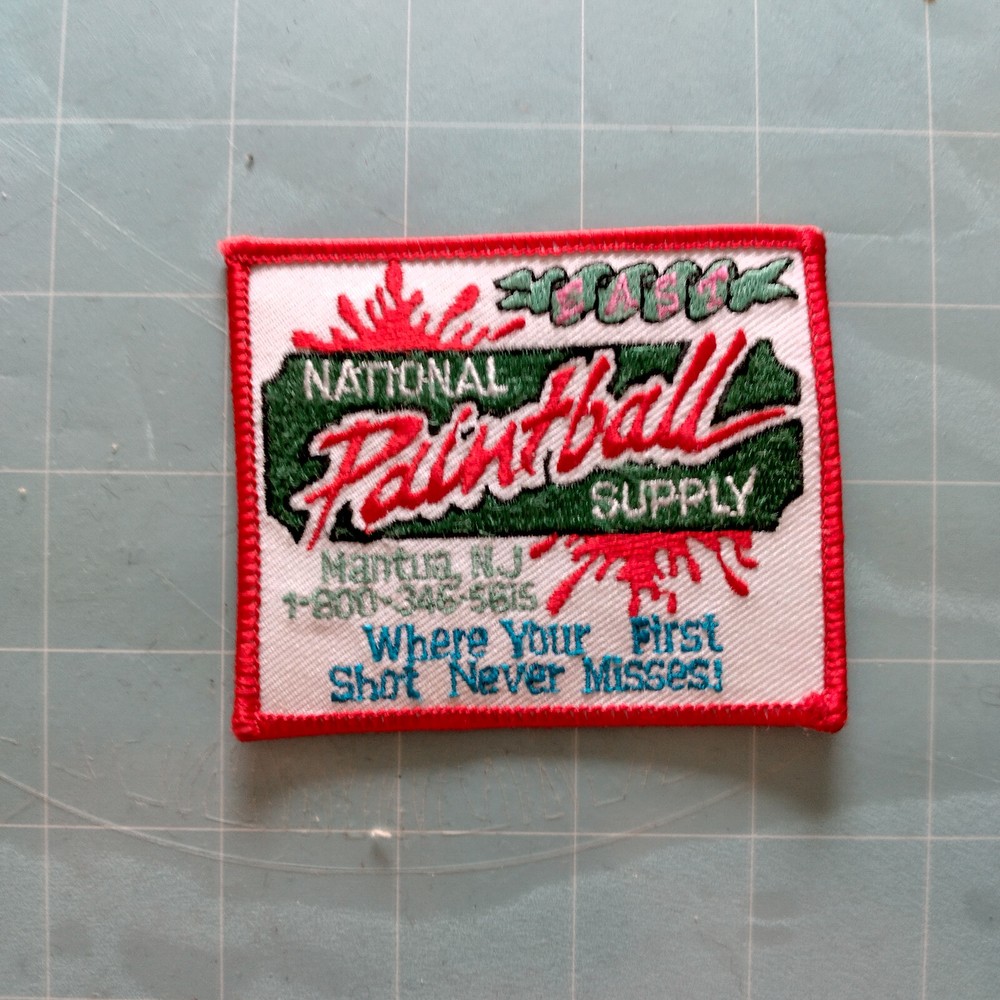 EAST
NATIONAL
Paintball
SUPPLY
Mantua, NJ
1-800-346-5615
Where Your First
Shot Never Misses!